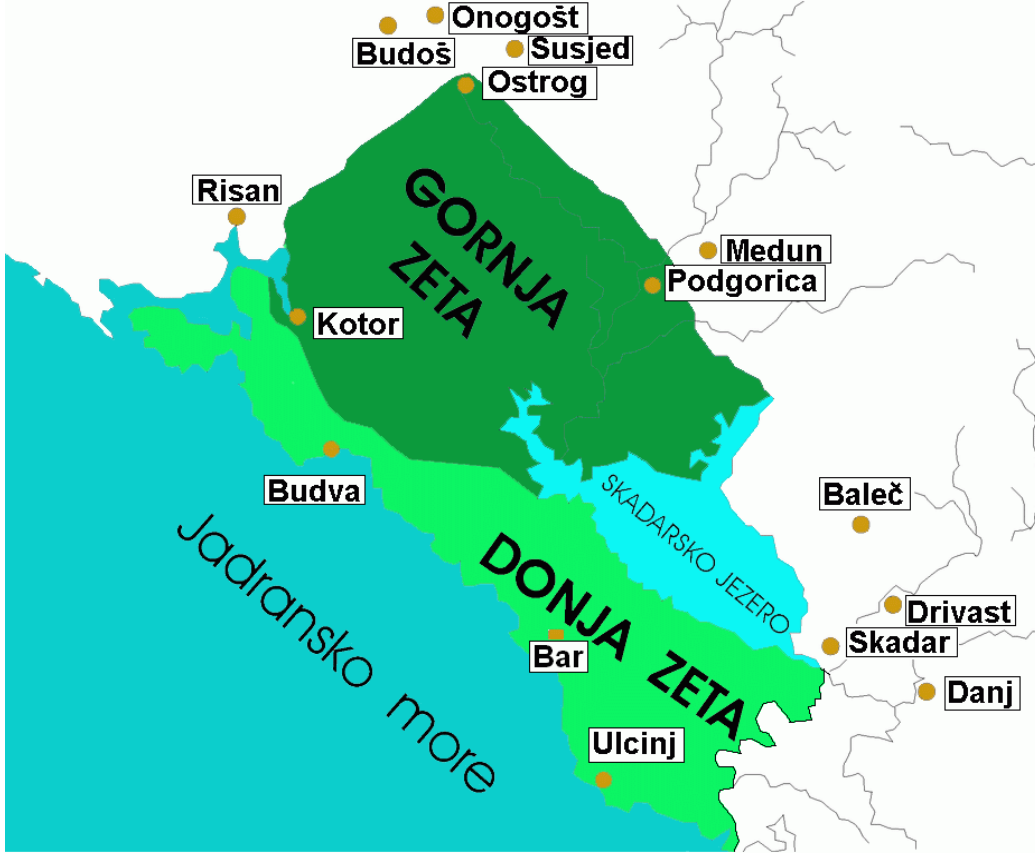 Onogošt
Budoš
Susjed
Ostrog
Risan
GORNJA
ZETA
Medun
Podgorica
Kotor
Budva
SKADARSKO JEZERO
Baleč
Jadransko more
DONJA ZETA
Drivast
Skadar
Bar
Danj
Ulcinj